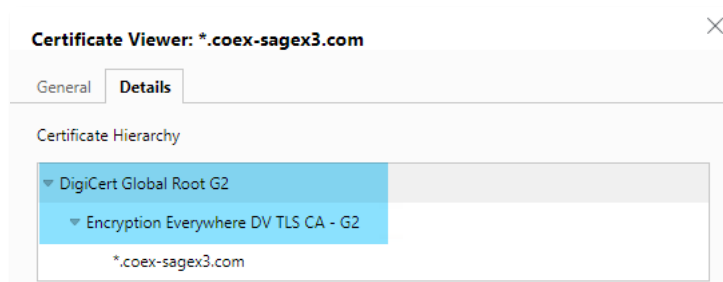 Certificate Viewer: *.coex-sagex3.com
General Details
Certificate Hierarchy
DigiCert Global Root G2
Encryption Everywhere DV TLS CA - G2
*.coex-sagex3.com